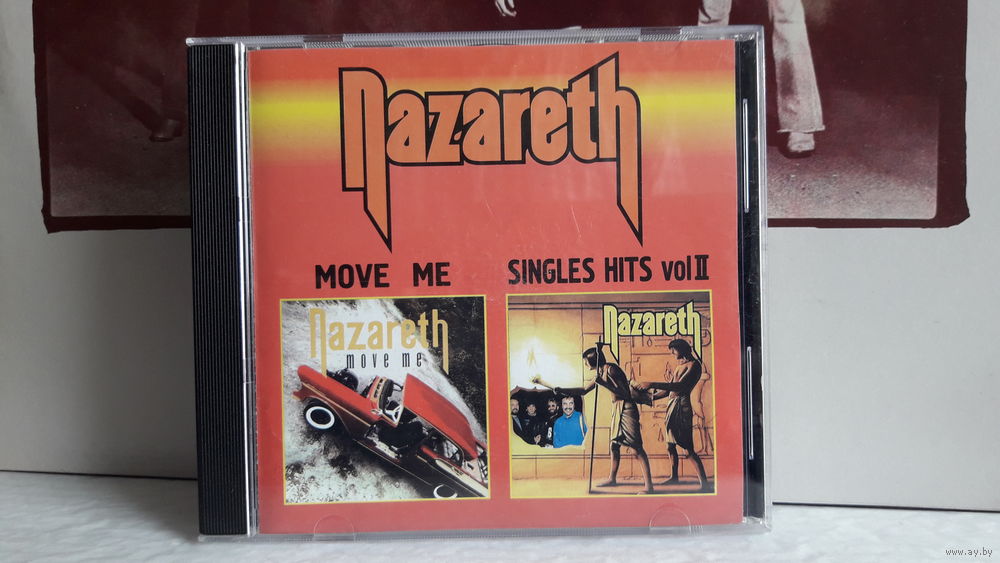 Nazareth
MOVE ME
SINGLES HITS vol II
Nazareth
move me
Nazareth
www.ay.by